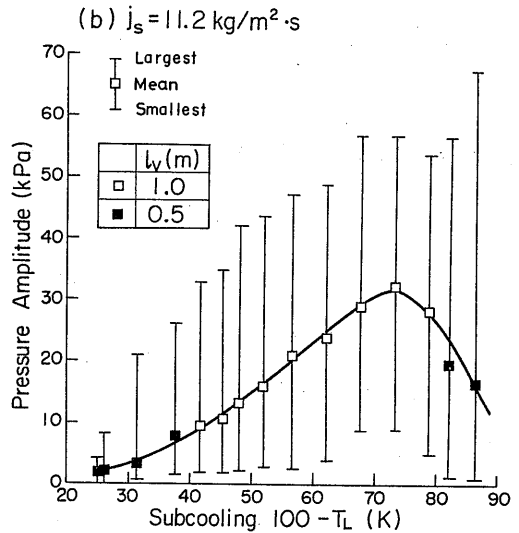 (b) jₛ = 11.2 kg/m²·s
70
60
50
40
30
20
10
0
Pressure Amplitude (kPa)
Largest
Mean
Smallest
lᵥ(m)
□ 1.0
■ 0.5
20 30 40 50 60 70 80 90
Subcooling 100-T_L (K)